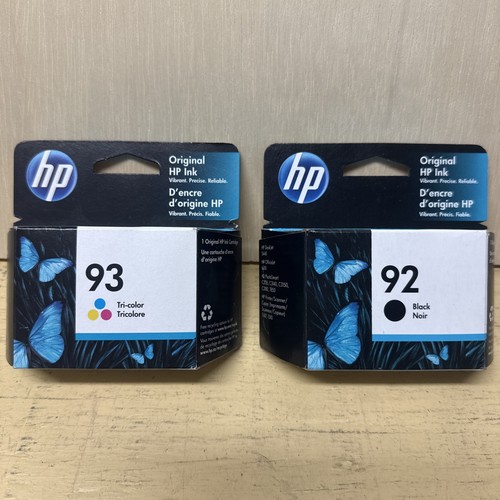 hp
Original
HP Ink
Vibrant. Precise. Reliable.
D'encre
d'origine HP
Vibrant. Précis. Fiable.
93
Tri-color
Tricolore
1 Original HP Ink Cartridge
Une cartouche d'encre
d'origine HP
hp
Original
HP Ink
Vibrant. Precise. Reliable.
D'encre
d'origine HP
Vibrant. Précis. Fiable.
92
Black
Noir